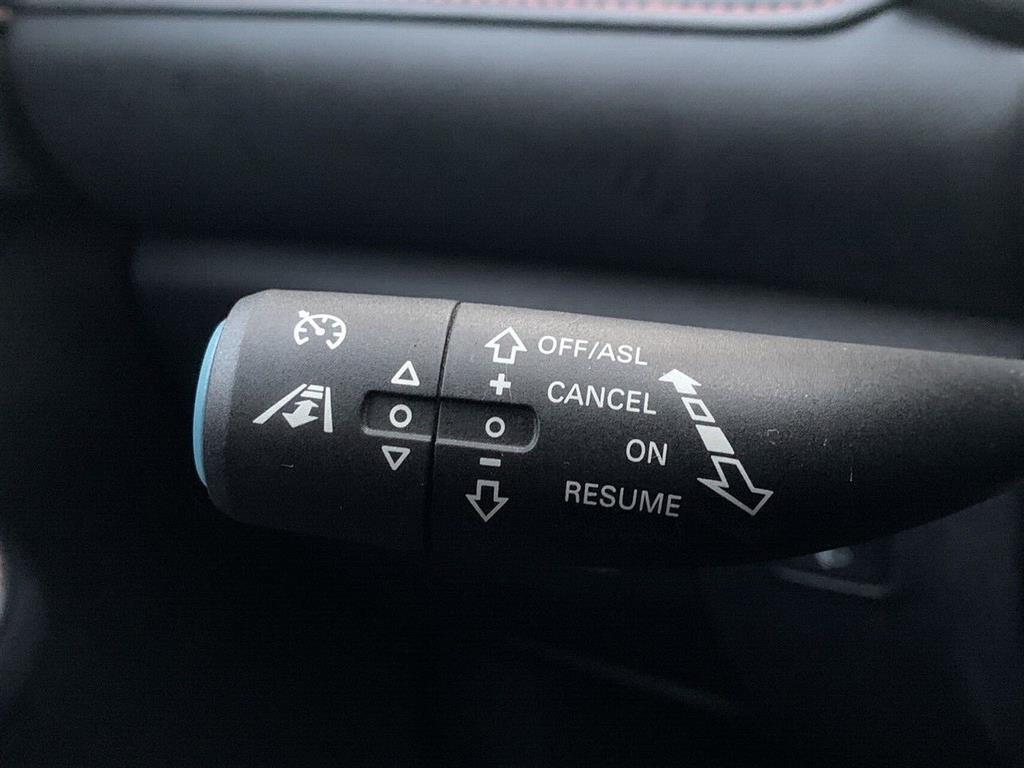 OFF/ASL
+
CANCEL
ON
–
RESUME